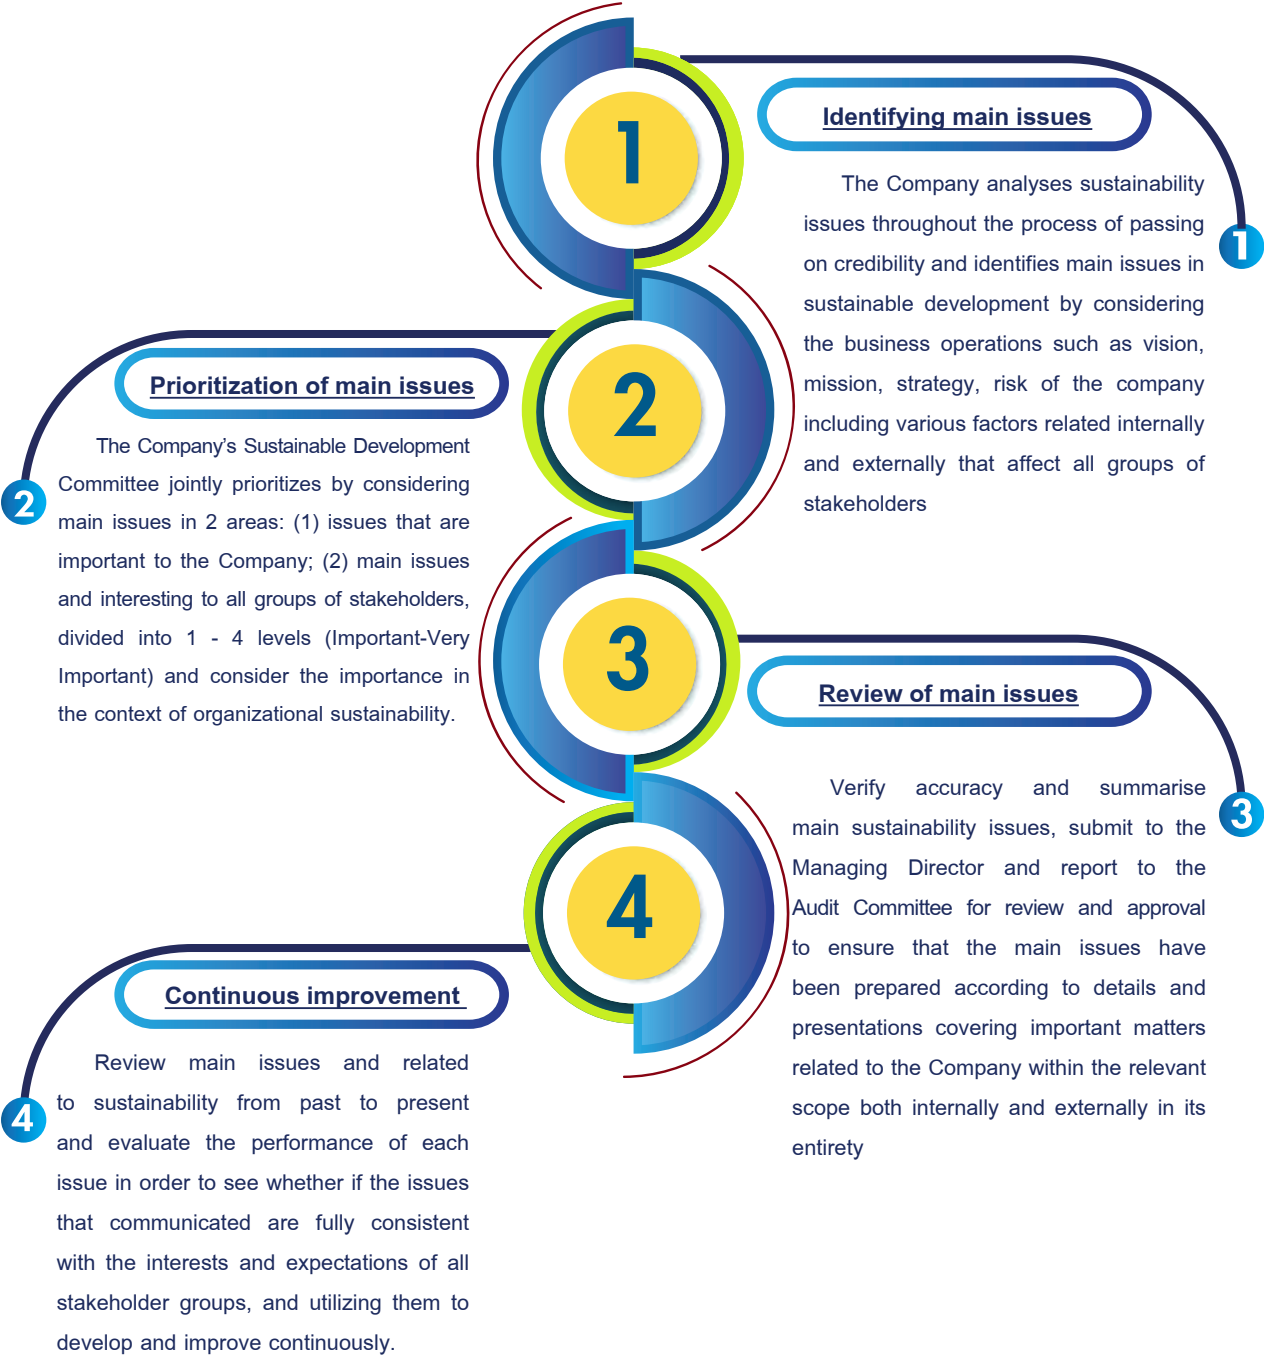 1
Identifying main issues
The Company analyses sustainability
issues throughout the process of passing
on credibility and identifies main issues in
sustainable development by considering
the business operations such as vision,
mission, strategy, risk of the company
including various factors related internally
and externally that affect all groups of
stakeholders
1
2
Prioritization of main issues
The Company’s Sustainable Development
Committee jointly prioritizes by considering
main issues in 2 areas: (1) issues that are
important to the Company; (2) main issues
and interesting to all groups of stakeholders,
divided into 1 - 4 levels (Important-Very
Important) and consider the importance in
the context of organizational sustainability.
2
3
Review of main issues
Verify accuracy and summarise
main sustainability issues, submit to the
Managing Director and report to the
Audit Committee for review and approval
to ensure that the main issues have
been prepared according to details and
presentations covering important matters
related to the Company within the relevant
scope both internally and externally in its
entirety
3
4
Continuous improvement
Review main issues and related
to sustainability from past to present
and evaluate the performance of each
issue in order to see whether if the issues
that communicated are fully consistent
with the interests and expectations of all
stakeholder groups, and utilizing them to
develop and improve continuously.
4